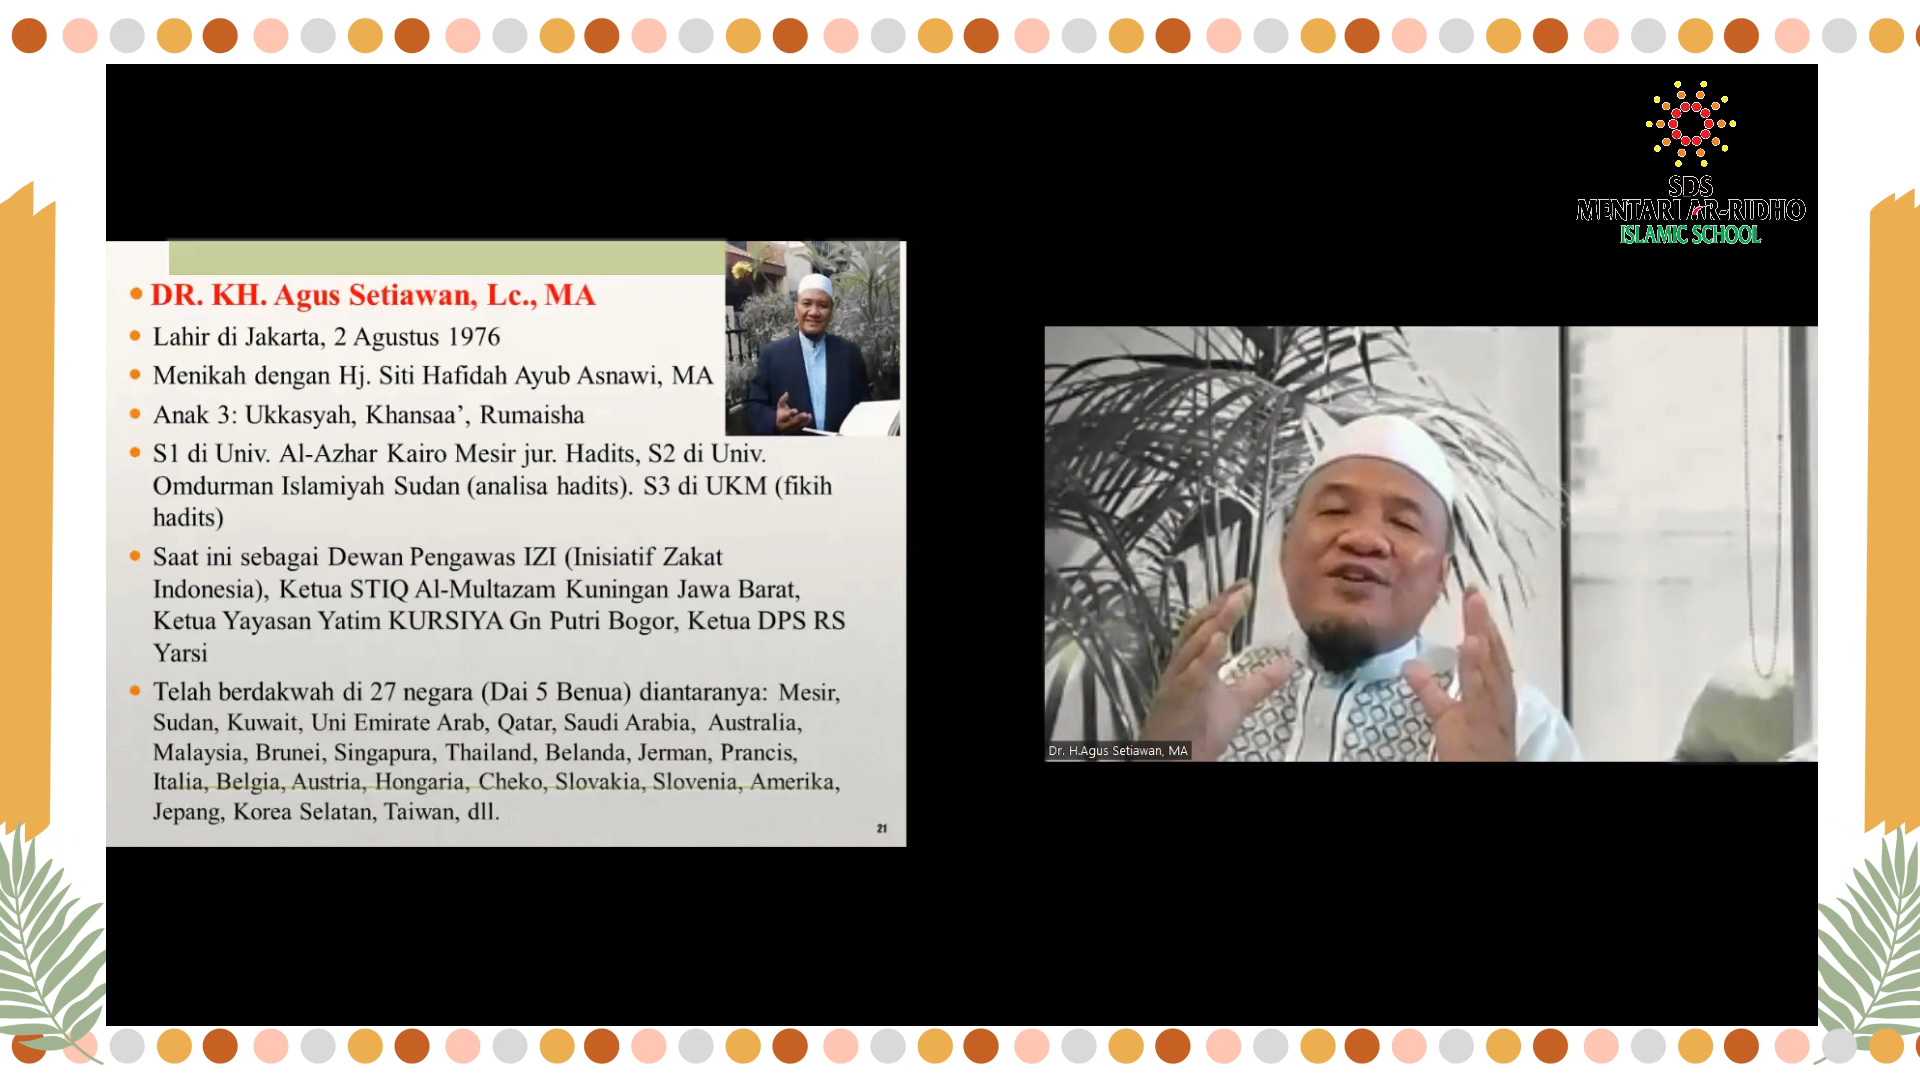 SDS
MENTARI AR-RIDHO
ISLAMIC SCHOOL
DR. KH. Agus Setiawan, Lc., MA
Lahir di Jakarta, 2 Agustus 1976
Menikah dengan Hj. Siti Hafidah Ayub Asnawi, MA
Anak 3: Ukkasyah, Khansaa’, Rumaisha
S1 di Univ. Al-Azhar Kairo Mesir jur. Hadits, S2 di Univ.
Omdurman Islamiyah Sudan (analisa hadits). S3 di UKM (fikih
hadits)
Saat ini sebagai Dewan Pengawas IZI (Inisiatif Zakat
Indonesia), Ketua STIQ Al-Multazam Kuningan Jawa Barat,
Ketua Yayasan Yatim KURSIYA Gn Putri Bogor, Ketua DPS RS
Yarsi
Telah berdakwah di 27 negara (Dai 5 Benua) diantaranya: Mesir,
Sudan, Kuwait, Uni Emirate Arab, Qatar, Saudi Arabia, Australia,
Malaysia, Brunei, Singapura, Thailand, Belanda, Jerman, Prancis,
Italia, Belgia, Austria, Hongaria, Cheko, Slovakia, Slovenia, Amerika,
Jepang, Korea Selatan, Taiwan, dll.
21
Dr. H.Agus Setiawan, MA